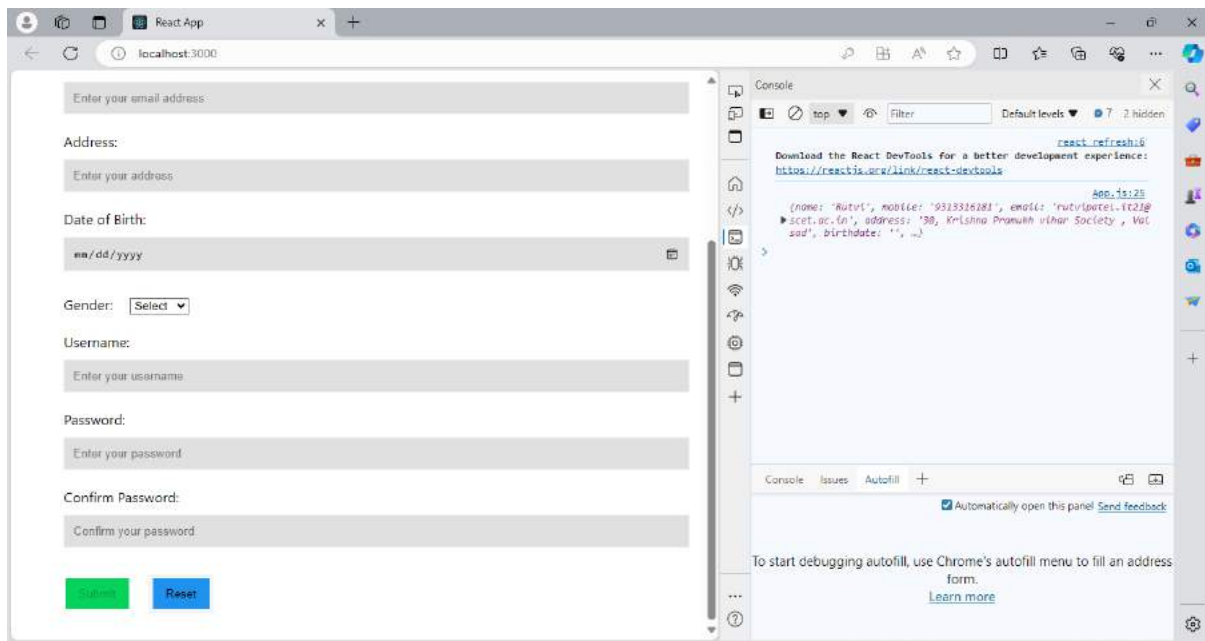 React App
localhost:3000
Enter your email address
Address:
Enter your address
Date of Birth:
mm/dd/yyyy
Gender: Select
Username:
Enter your username
Password:
Enter your password
Confirm Password:
Confirm your password
Submit Reset
Console
top Filter Default levels 7 2 hidden
react refresh:6
Download the React DevTools for a better development experience:
https://reactjs.org/link/react-devtools
App.js:25
{name: 'Rutvi', mobile: '9313316281', email: 'rutvipatel.it21@
scet.ac.in', address: '30, Krishna Pramukh vihar Society , Val
sad', birthdate: '', …}
Console Issues Autofill
Automatically open this panel Send feedback
To start debugging autofill, use Chrome's autofill menu to fill an address
form.
Learn more